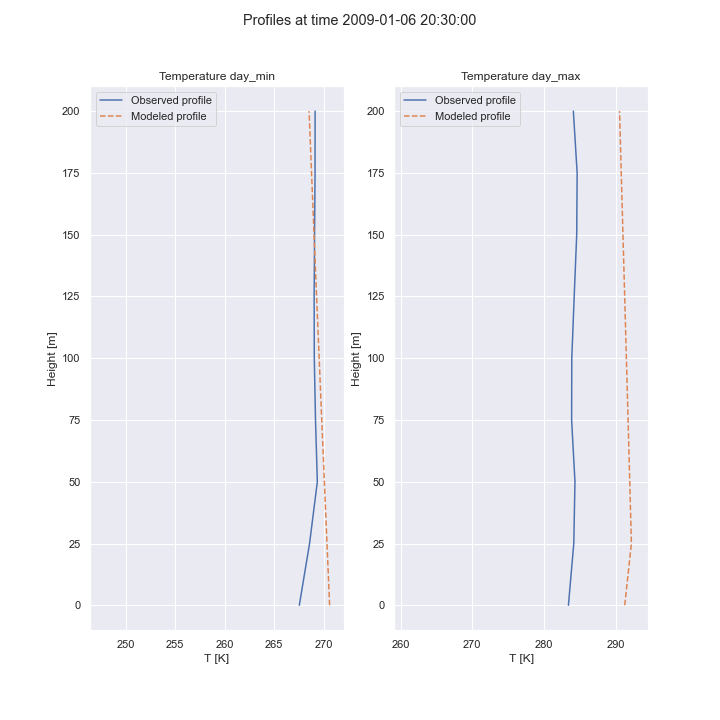 Profiles at time 2009-01-06 20:30:00
Temperature day_min
Observed profile
Modeled profile
200
175
150
125
100
75
50
25
0
Height [m]
250
255
260
265
270
T [K]
Temperature day_max
Observed profile
Modeled profile
200
175
150
125
100
75
50
25
0
Height [m]
260
270
280
290
T [K]